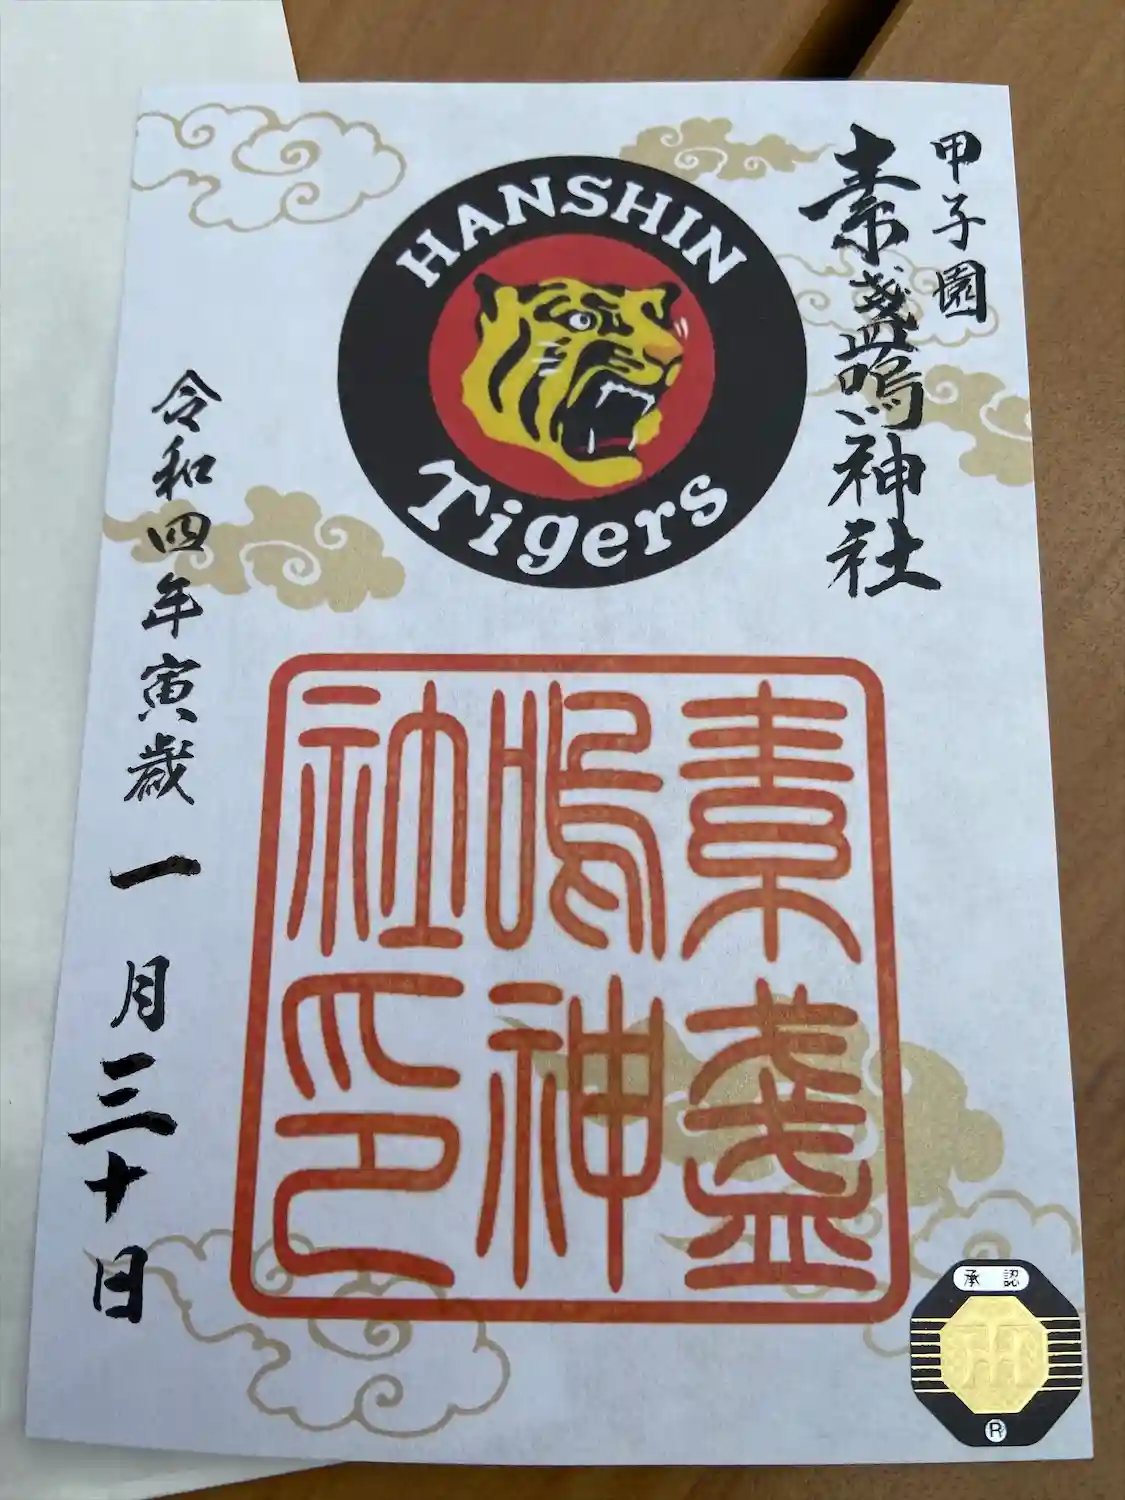 甲子園
素盞嗚神社
HANSHIN
Tigers
素盞
嗚神
社印
令和四年寅歳 一月三十日
承認
HT
R